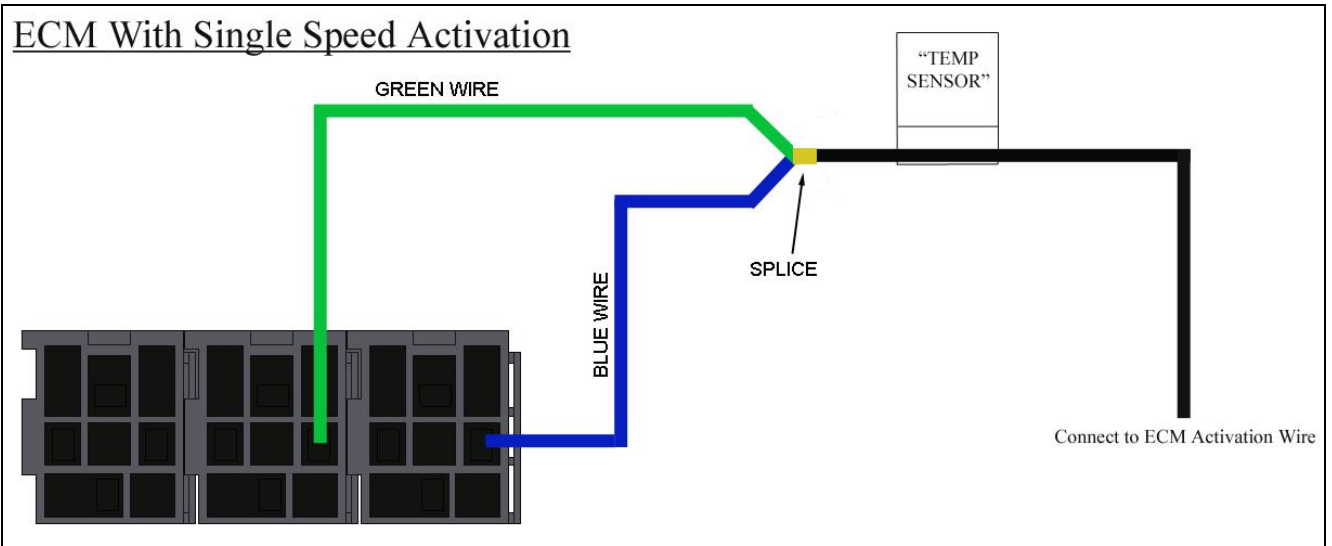 ECM With Single Speed Activation
GREEN WIRE
“TEMP
SENSOR”
SPLICE
BLUE WIRE
Connect to ECM Activation Wire